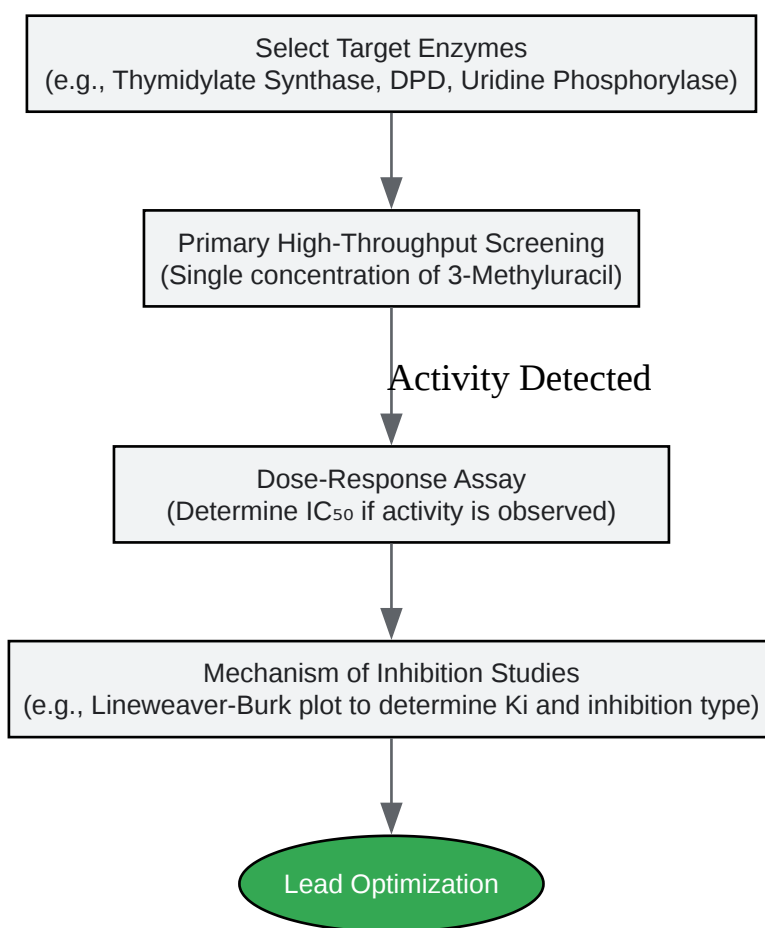 Select Target Enzymes
(e.g., Thymidylate Synthase, DPD, Uridine Phosphorylase)
Primary High-Throughput Screening
(Single concentration of 3-Methyluracil)
Activity Detected
Dose-Response Assay
(Determine IC₅₀ if activity is observed)
Mechanism of Inhibition Studies
(e.g., Lineweaver-Burk plot to determine Ki and inhibition type)
Lead Optimization